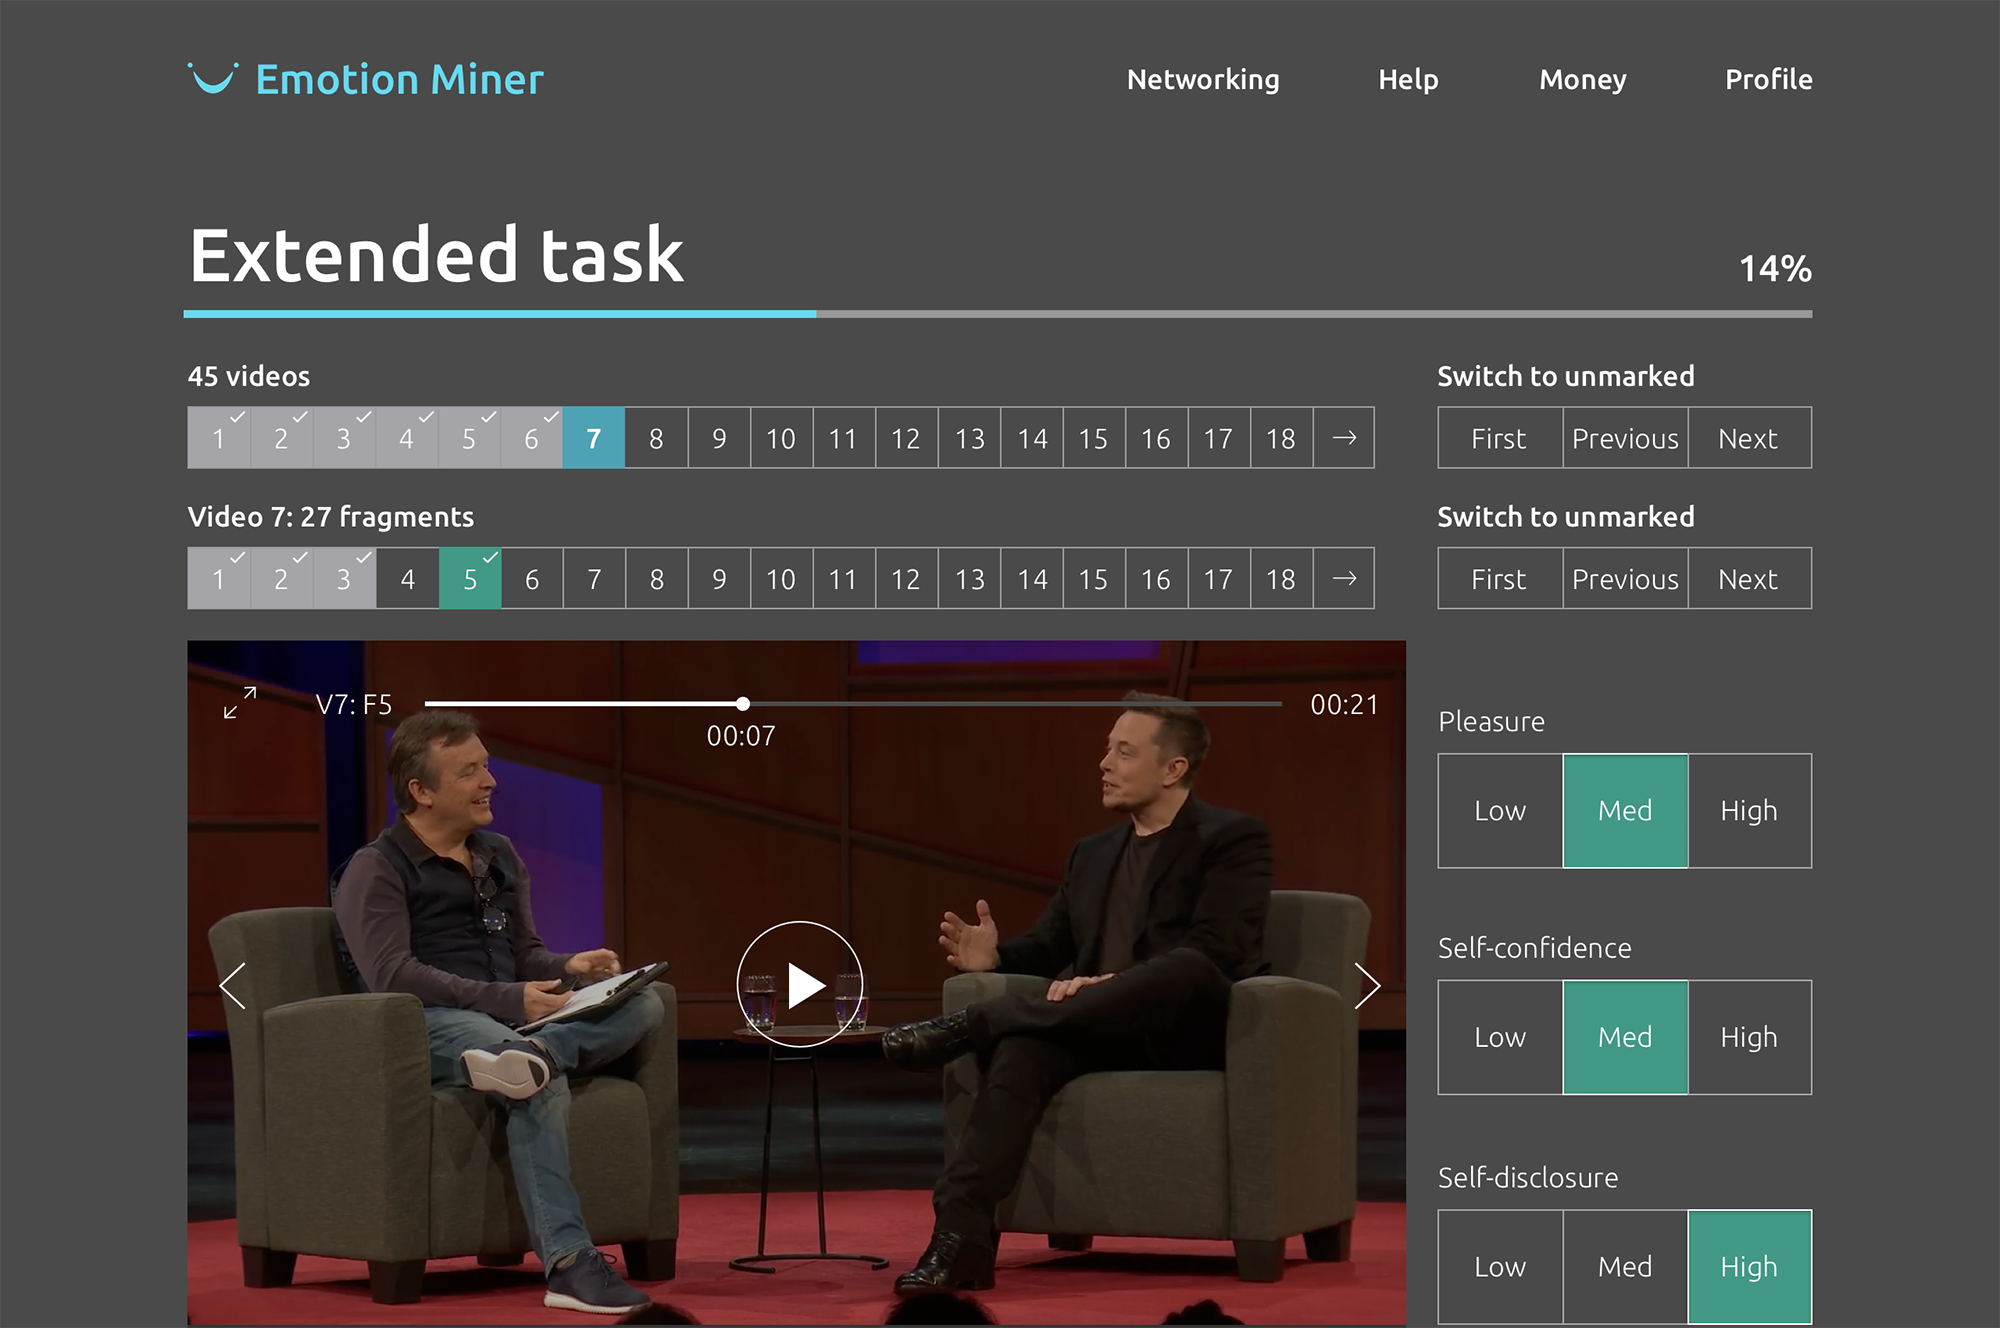 Emotion Miner
Networking Help Money Profile
Extended task
14%
45 videos
Switch to unmarked
1 2 3 4 5 6 7 8 9 10 11 12 13 14 15 16 17 18 →
First Previous Next
Video 7: 27 fragments
Switch to unmarked
1 2 3 4 5 6 7 8 9 10 11 12 13 14 15 16 17 18 →
First Previous Next
V7: F5
00:07
00:21
Pleasure
Low Med High
Self-confidence
Low Med High
Self-disclosure
Low Med High